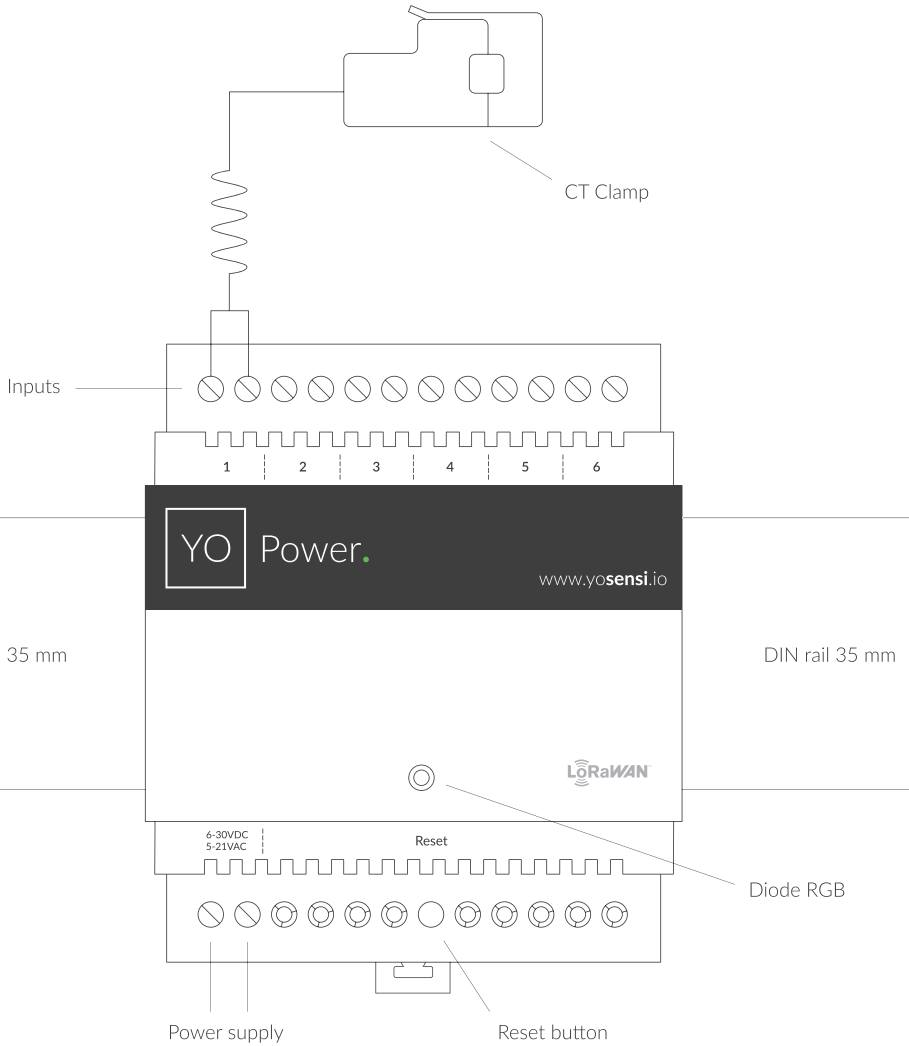 CT Clamp
Inputs
1 2 3 4 5 6
YO Power.
www.yosensi.io
35 mm
DIN rail 35 mm
LoRaWAN
6-30VDC
5-21VAC
Reset
Diode RGB
Power supply
Reset button